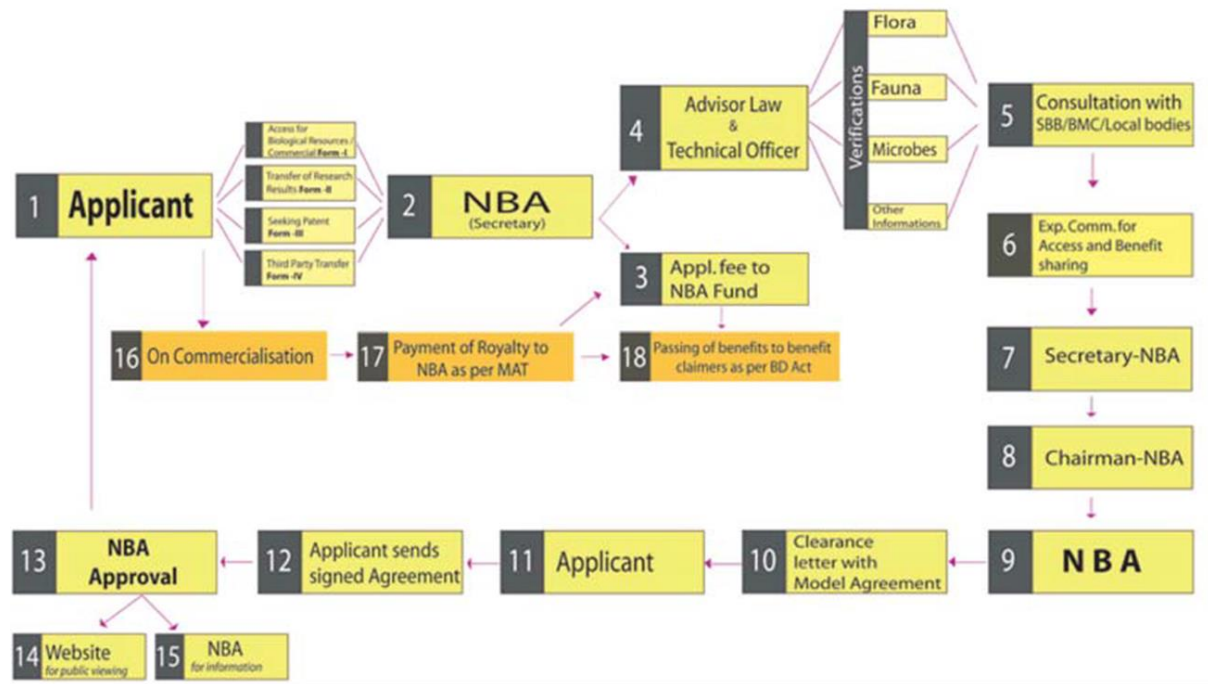 1
Applicant
Access for
Biological Resources /
Commercial Form -I
Transfer of Research
Results Form -II
Seeking Patent
Form -III
Third Party Transfer
Form -IV
2
NBA
(Secretary)
4
Advisor Law
&
Technical Officer
3
Appl. fee to
NBA Fund
Verifications
Flora
Fauna
Microbes
Other
Informations
5
Consultation with
SBB/BMC/Local bodies
6
Exp. Comm. for
Access and Benefit
sharing
7
Secretary-NBA
8
Chairman-NBA
9
N B A
10
Clearance
letter with
Model Agreement
11
Applicant
12
Applicant sends
signed Agreement
13
NBA
Approval
14
Website
for public viewing
15
NBA
for information
16
On Commercialisation
17
Payment of Royalty to
NBA as per MAT
18
Passing of benefits to benefit
claimers as per BD Act